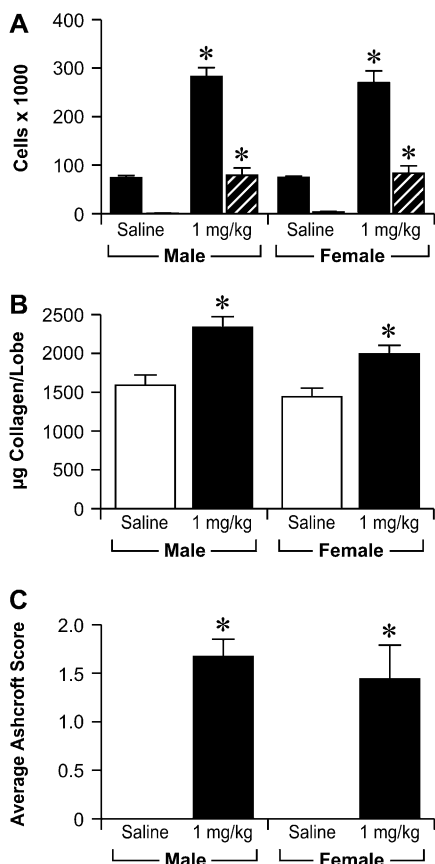 A
Cells x 1000
400
300
200
100
0
*
*
*
*
Saline 1 mg/kg Saline 1 mg/kg
Male Female
B
µg Collagen/Lobe
2500
2000
1500
1000
500
0
*
*
Saline 1 mg/kg Saline 1 mg/kg
Male Female
C
Average Ashcroft Score
2.0
1.5
1.0
0.5
0
*
*
Saline 1 mg/kg Saline 1 mg/kg
Male Female